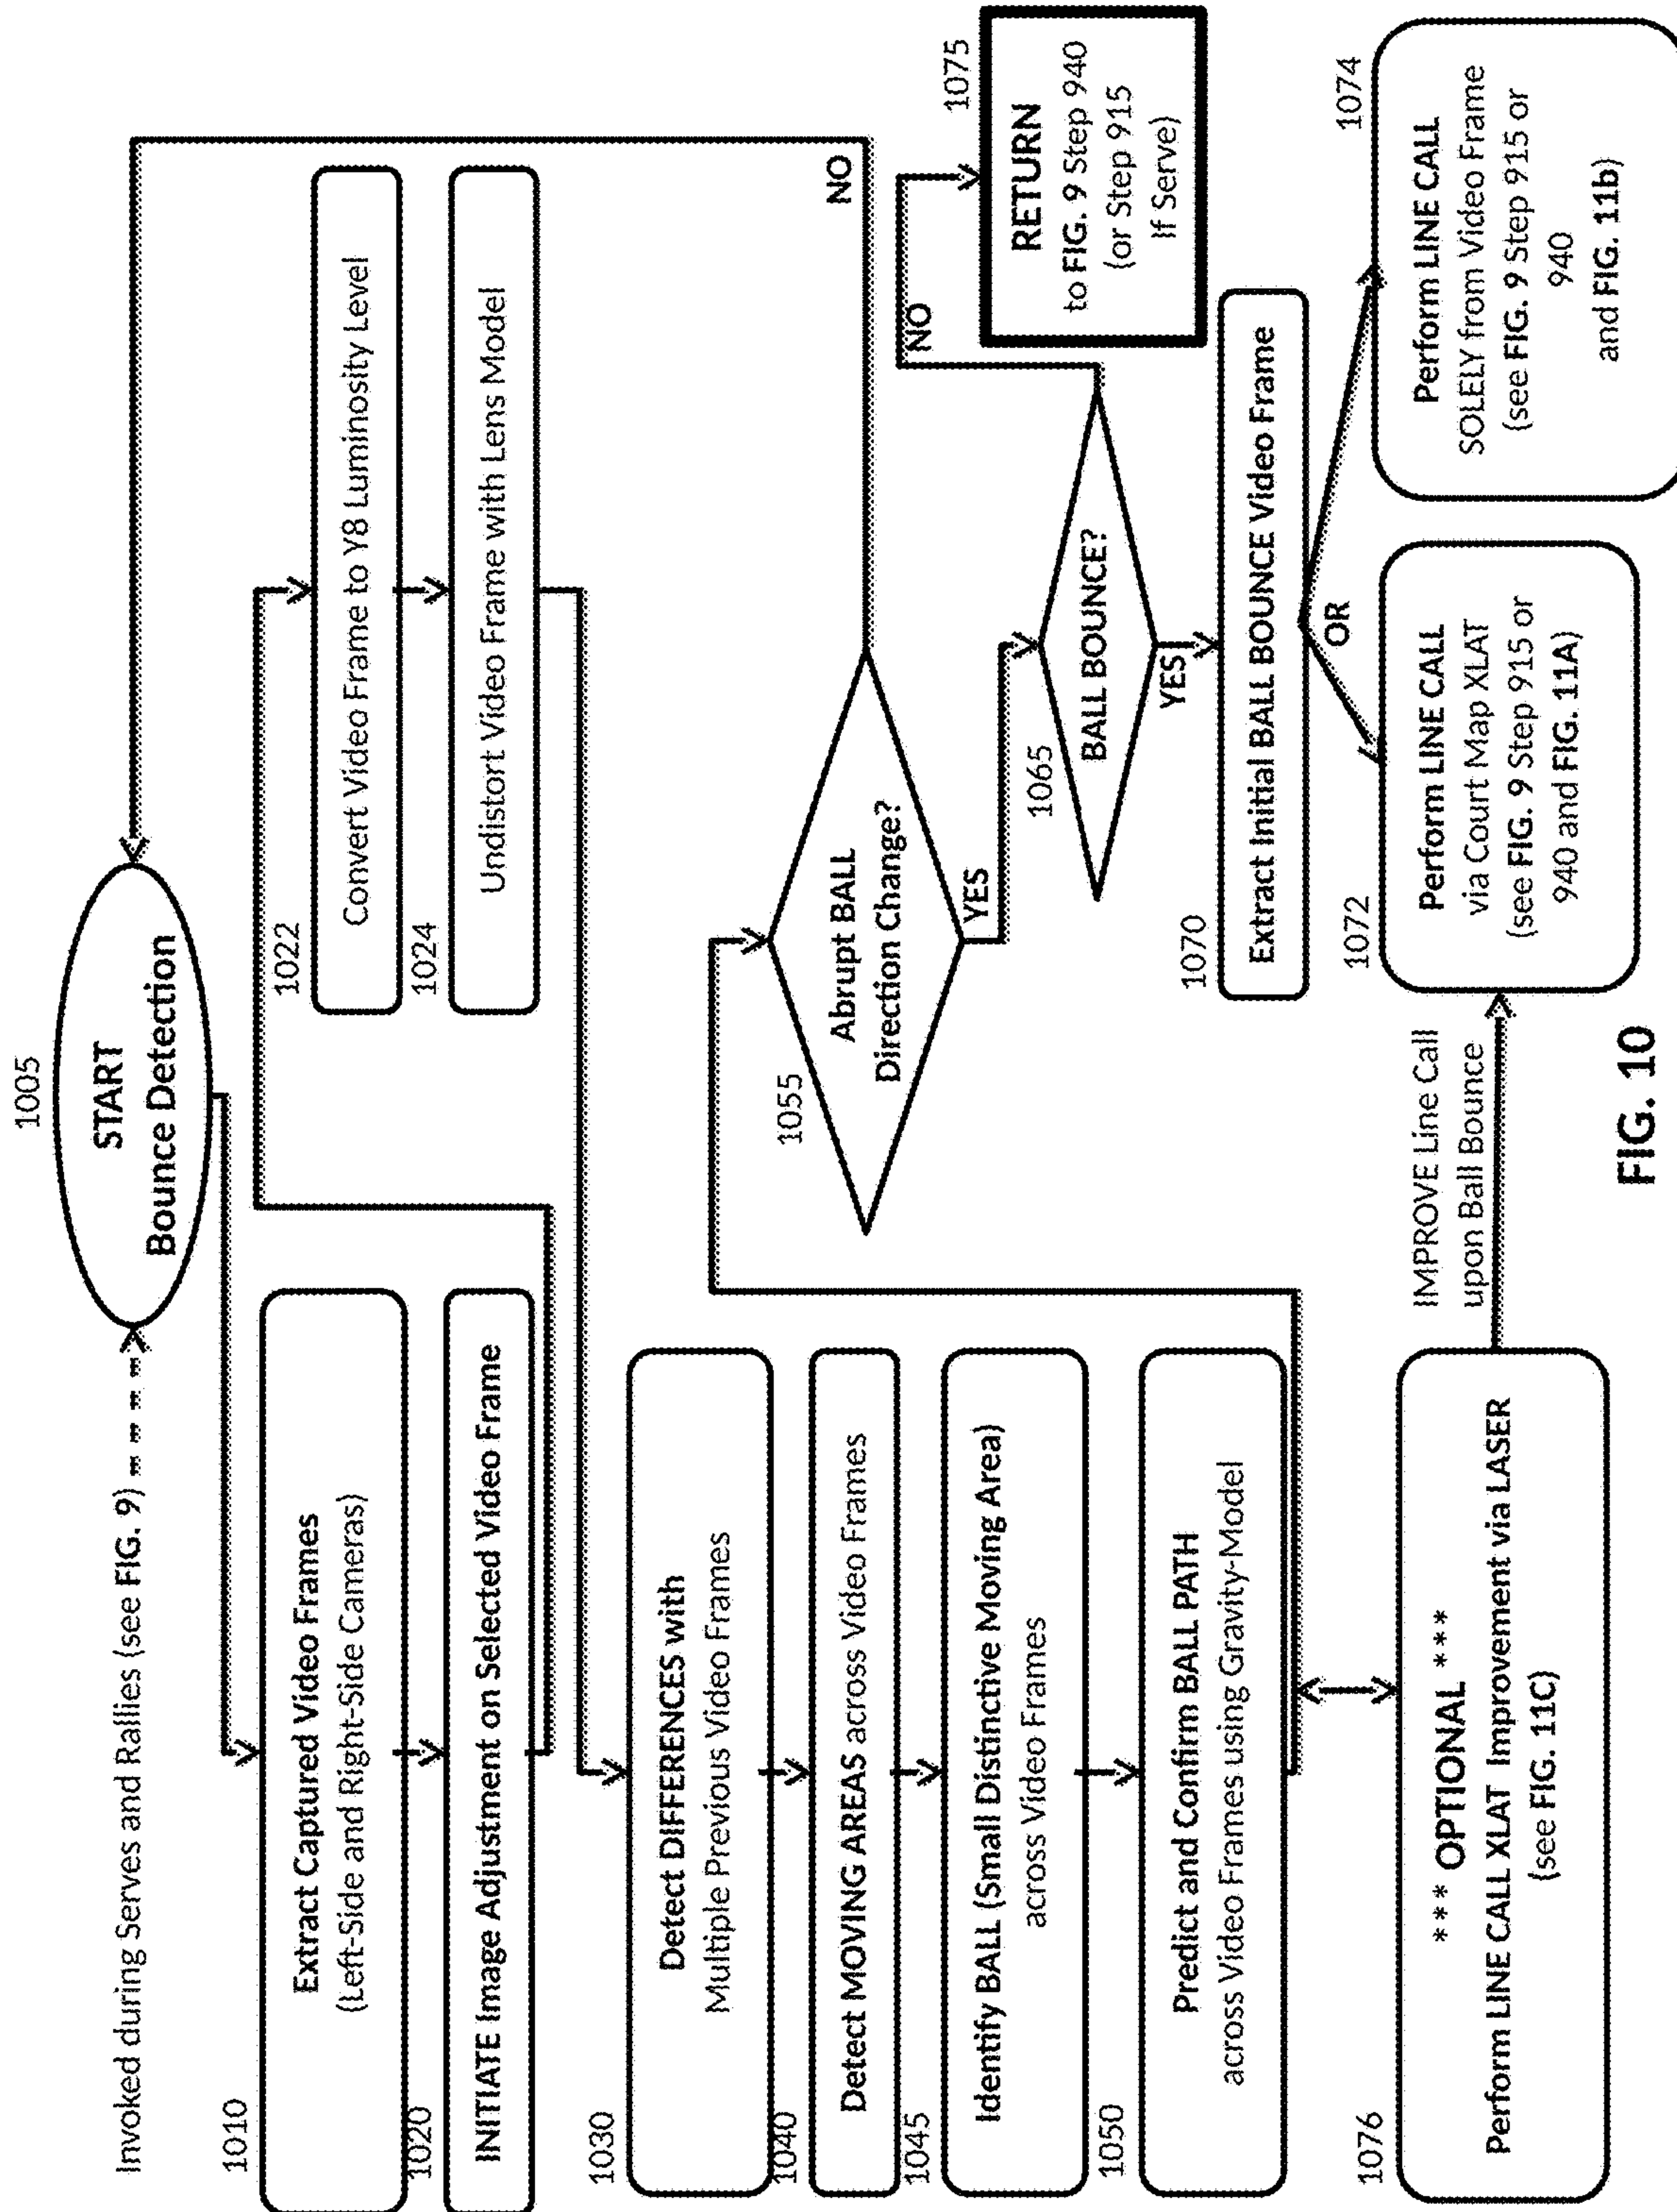 Invoked during Serves and Rallies (see FIG. 9)
1005
START
Bounce Detection
1010
Extract Captured Video Frames
(Left-Side and Right-Side Cameras)
1020
INITIATE Image Adjustment on Selected Video Frame
1022
Convert Video Frame to Y8 Luminosity Level
1024
Undistort Video Frame with Lens Model
1030
Detect DIFFERENCES with
Multiple Previous Video Frames
1040
Detect MOVING AREAS across Video Frames
1045
Identify BALL (Small Distinctive Moving Area)
across Video Frames
1050
Predict and Confirm BALL PATH
across Video Frames using Gravity-Model
1055
Abrupt BALL
Direction Change?
NO
YES
1065
BALL BOUNCE?
NO
YES
1075
RETURN
to FIG. 9 Step 940
(or Step 915
If Serve)
1070
Extract Initial BALL BOUNCE Video Frame
OR
1072
Perform LINE CALL
via Court Map XLAT
(see FIG. 9 Step 915 or
940 and FIG. 11A)
1074
Perform LINE CALL
SOLELY from Video Frame
(see FIG. 9 Step 915 or
940
and FIG. 11b)
1076
*** OPTIONAL ***
Perform LINE CALL XLAT Improvement via LASER
(see FIG. 11C)
IMPROVE Line Call
upon Ball Bounce
FIG. 10